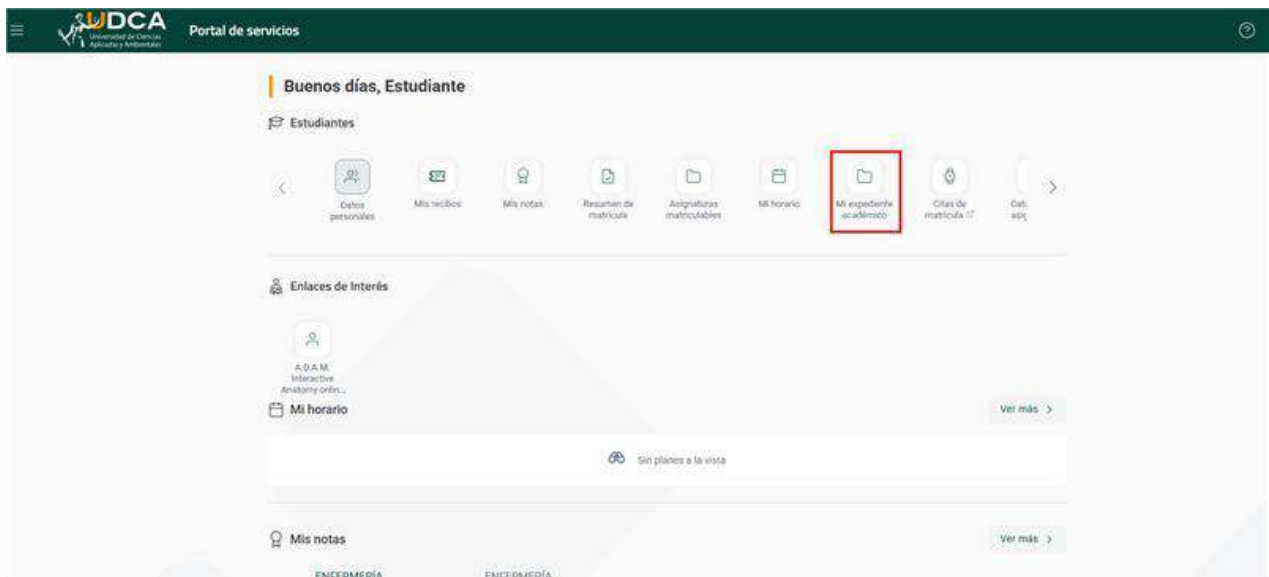 UDCA
Universidad de Ciencias
Aplicadas y Ambientales
Portal de servicios
Buenos días, Estudiante
Estudiantes
Datos
personales
Mis recibos
Mis notas
Resumen de
matrícula
Asignaturas
matriculables
Mi horario
Mi expediente
académico
Citas de
matrícula
Enlaces de Interés
A.D.A.M.
Interactive
Anatomy onlin...
Mi horario
Ver más >
Sin planes a la vista
Mis notas
Ver más >
ENFERMERÍA
ENFERMERÍA